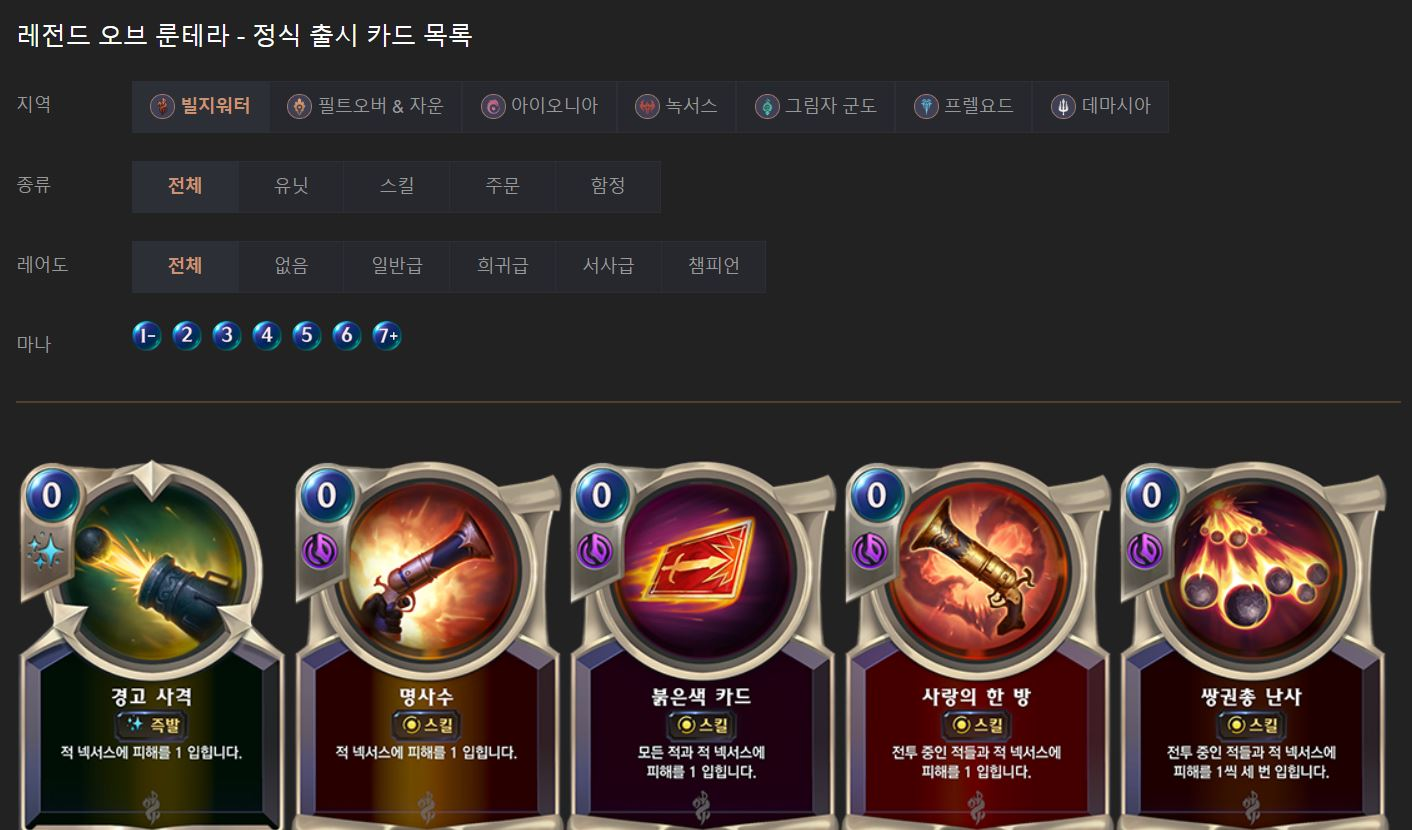 레전드 오브 룬테라 - 정식 출시 카드 목록
지역 빌지워터 필트오버 & 자운 아이오니아 녹서스 그림자 군도 프렐요드 데마시아
종류 전체 유닛 스킬 주문 함정
레어도 전체 없음 일반급 희귀급 서사급 챔피언
마나 1- 2 3 4 5 6 7+
0 0 0 0 0
경고 사격 명사수 붉은색 카드 사랑의 한 방 쌍권총 난사
즉발 스킬 스킬 스킬 스킬
적 넥서스에 피해를 1 입힙니다. 적 넥서스에 피해를 1 입힙니다. 모든 적과 적 넥서스에 전투 중인 적들과 적 넥서스에 전투 중인 적들과 적 넥서스에
피해를 1 입힙니다. 피해를 1 입힙니다. 피해를 1씩 세 번 입힙니다.